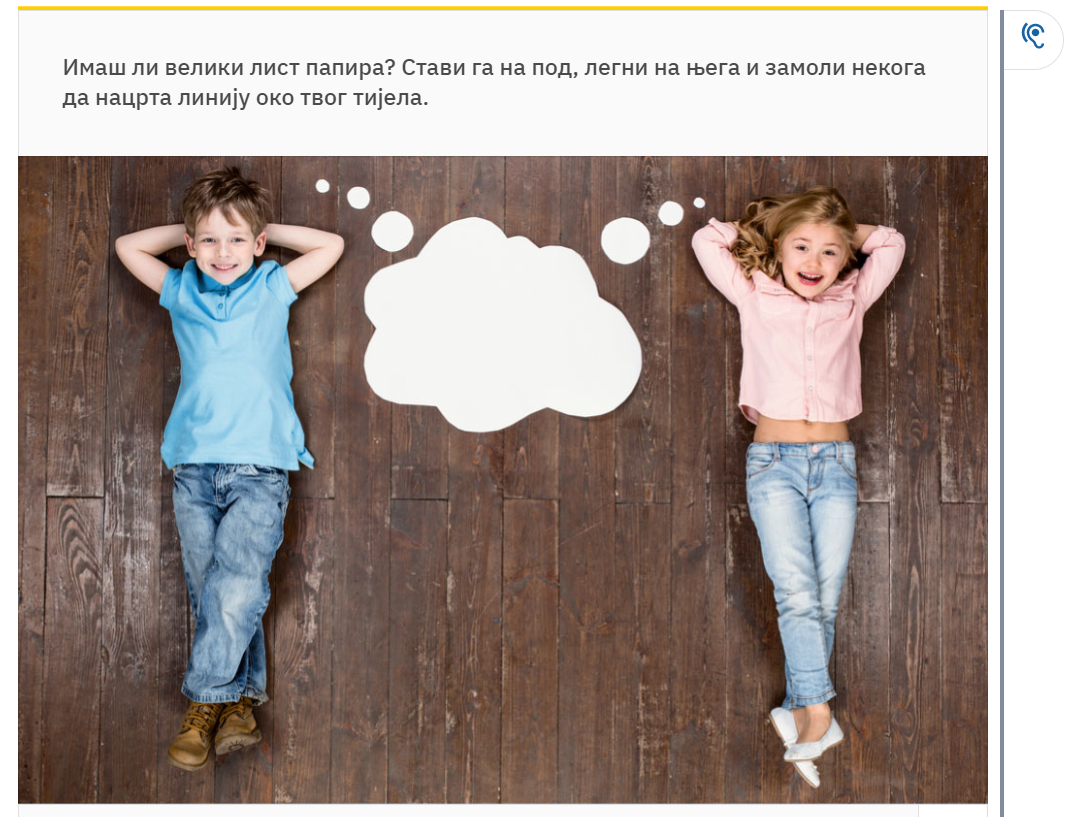 Имаш ли велики лист папира? Стави га на под, легни на њега и замоли некога
да нацрта линију око твог тијела.